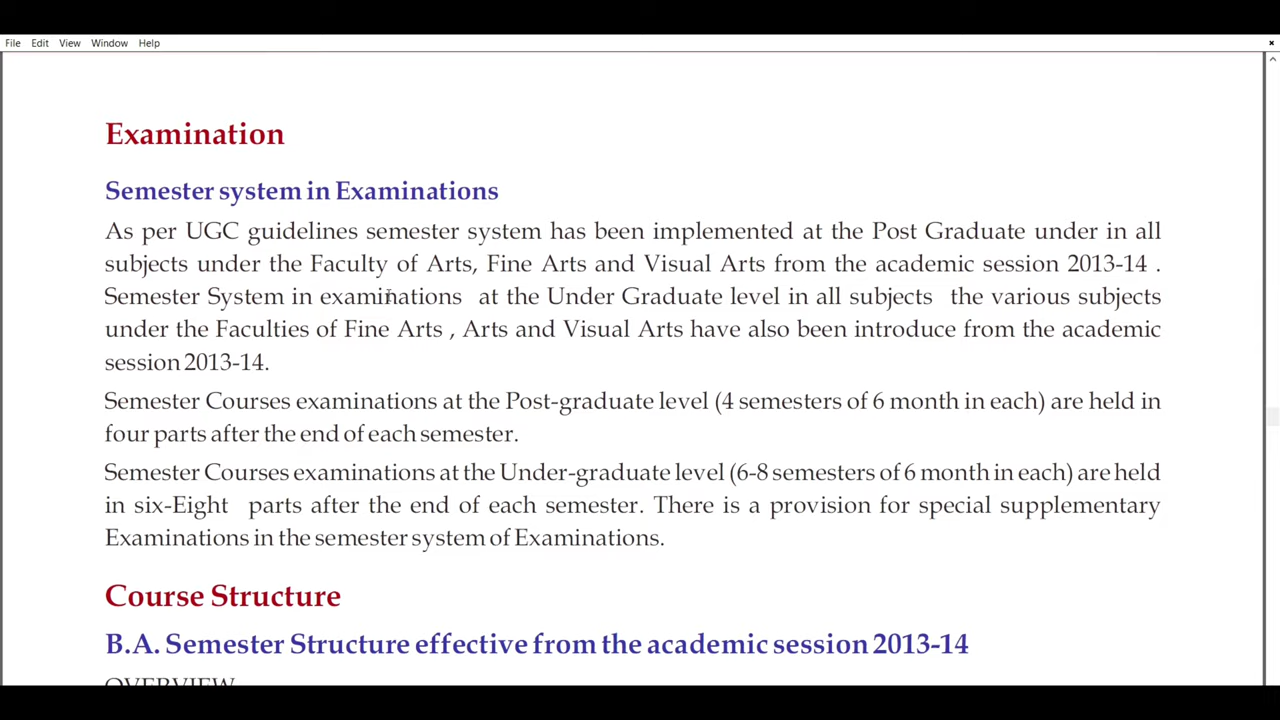 File Edit View Window Help ×
Examination
Semester system in Examinations
As per UGC guidelines semester system has been implemented at the Post Graduate under in all
subjects under the Faculty of Arts, Fine Arts and Visual Arts from the academic session 2013-14 .
Semester System in examinations at the Under Graduate level in all subjects the various subjects
under the Faculties of Fine Arts , Arts and Visual Arts have also been introduce from the academic
session 2013-14.
Semester Courses examinations at the Post-graduate level (4 semesters of 6 month in each) are held in
four parts after the end of each semester.
Semester Courses examinations at the Under-graduate level (6-8 semesters of 6 month in each) are held
in six-Eight parts after the end of each semester. There is a provision for special supplementary
Examinations in the semester system of Examinations.
Course Structure
B.A. Semester Structure effective from the academic session 2013-14
OVERVIEW